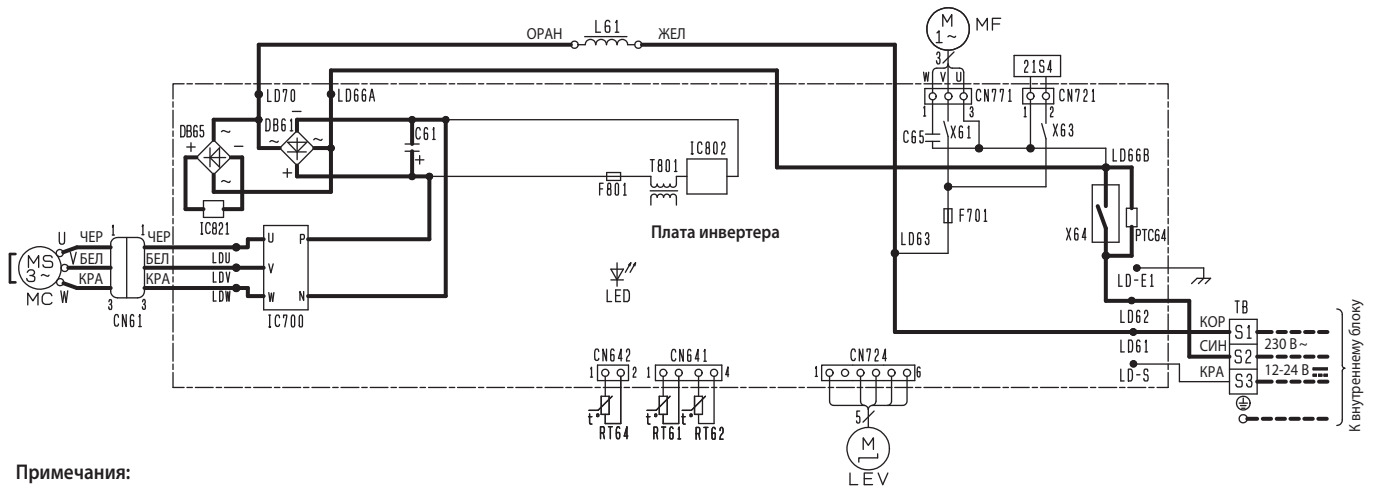 ОРАН L61 ЖЕЛ
M 1~ MF
3
W V U
21S4
LD70 LD66A
CN771 CN721
1 3 1 2
DB65 ~ DB61 − ~ C61 +
+ − ~ +
C65 X61 X63
LD66B
T801 IC802
F801
IC821
Плата инвертера
F701
LD63
X64 PTC64
U ЧЕР 1 1 ЧЕР U P
MS 3~ V БЕЛ БЕЛ LDU V
КРА КРА LDV
MC W 3 3 LDW W N
CN61 IC700
LED
LD-E1
LD62
TB
КОР S1
LD61
СИН S2 230 В~
КРА S3 12-24 В
LD-S
К внутреннему блоку
CN642 CN641 CN724
1 2 1 4 1 6
t° t° t°
RT64 RT61 RT62
5
M
LEV
Примечания: